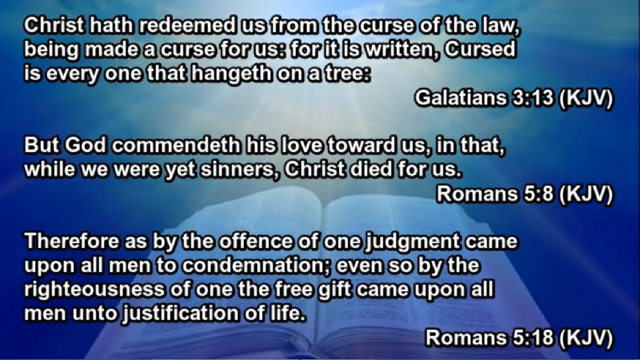 Christ hath redeemed us from the curse of the law,
being made a curse for us: for it is written, Cursed
is every one that hangeth on a tree:
Galatians 3:13 (KJV)
But God commendeth his love toward us, in that,
while we were yet sinners, Christ died for us.
Romans 5:8 (KJV)
Therefore as by the offence of one judgment came
upon all men to condemnation; even so by the
righteousness of one the free gift came upon all
men unto justification of life.
Romans 5:18 (KJV)